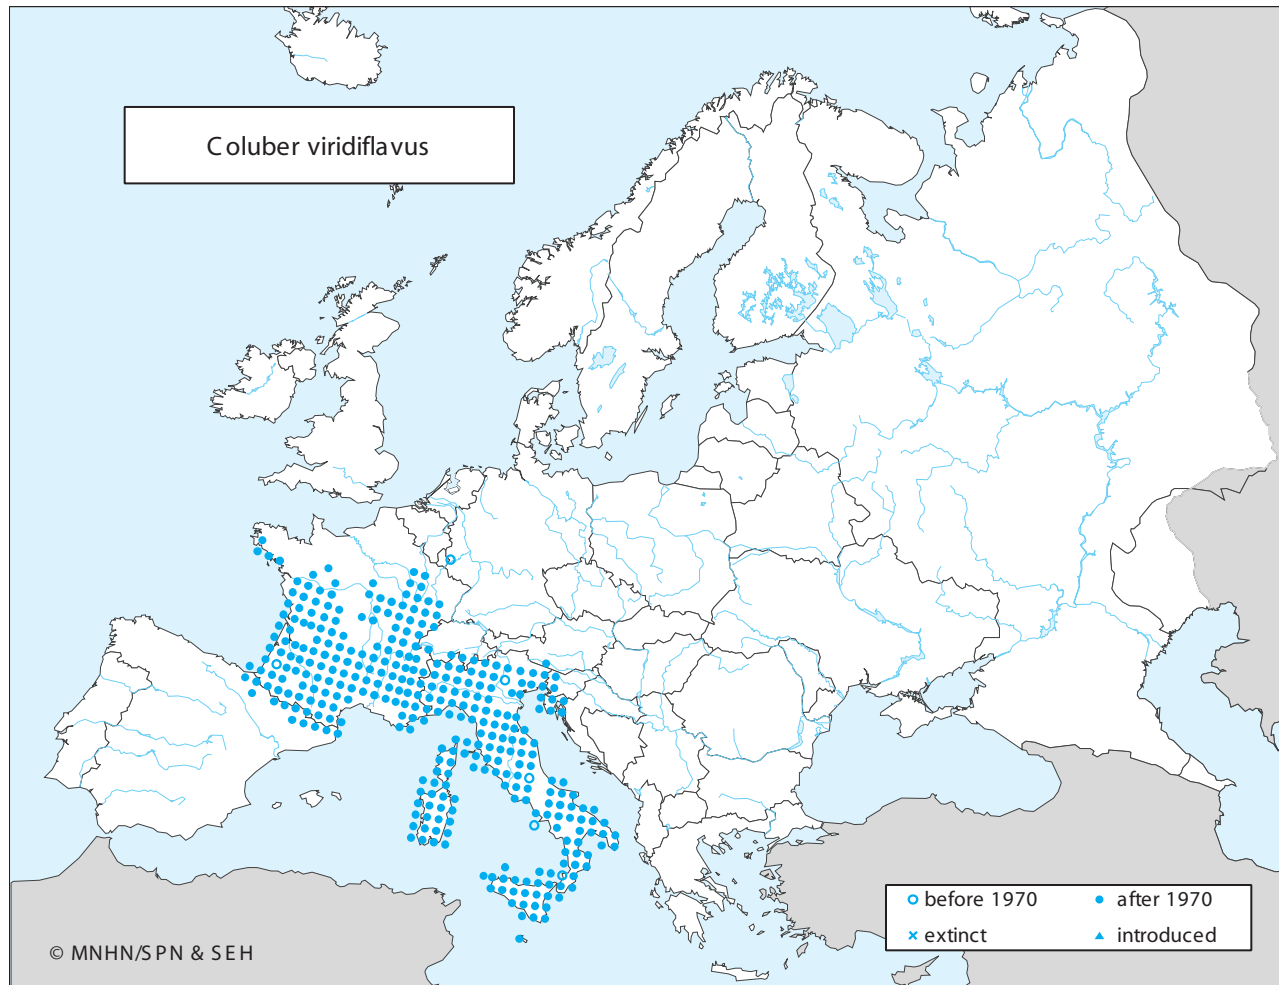 Coluber viridiflavus
before 1970
after 1970
extinct
introduced
© MNHN/SPN & SEH